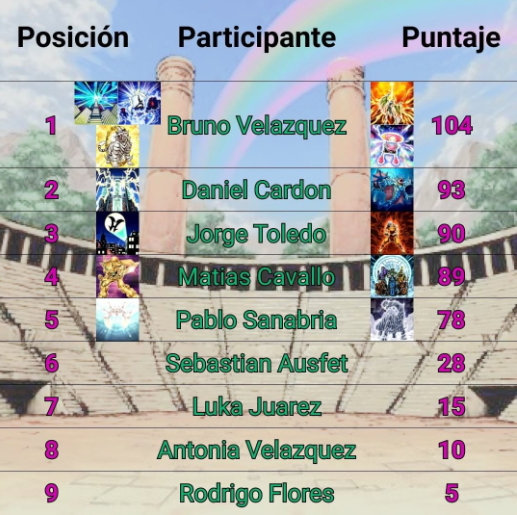 Posición Participante Puntaje
1 Bruno Velazquez 104
2 Daniel Cardon 93
3 Jorge Toledo 90
4 Matias Cavallo 89
5 Pablo Sanabria 78
6 Sebastian Ausfet 28
7 Luka Juarez 15
8 Antonia Velazquez 10
9 Rodrigo Flores 5